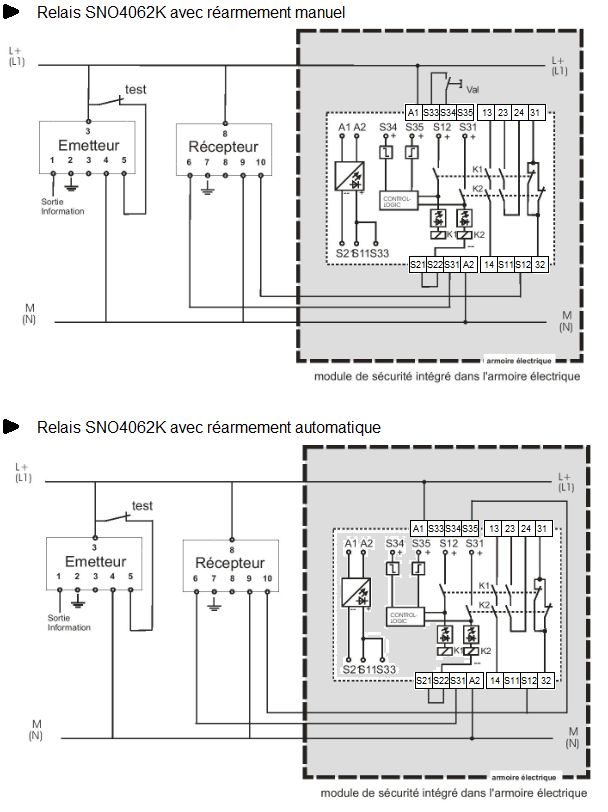 Relais SNO4062K avec réarmement manuel
L+
(L1)
L+
(L1)
test
Val
A1 S33 S34 S35 13 23 24 31
3
Emetteur
1 2 3 4 5
Sortie
Information
8
Récepteur
6 7 8 9 10
A1 A2 S34 S35 S12 S31
+ + + +
K1
K2
CONTROL-
LOGIC
+
K1 K2
S21 S11 S33
S21 S22 S31 A2 14 S11 S12 32
M
(N)
M
(N)
armoire électrique
module de sécurité intégré dans l'armoire électrique
Relais SNO4062K avec réarmement automatique
L+
(L1)
L+
(L1)
test
A1 S33 S34 S35 13 23 24 31
3
Emetteur
1 2 3 4 5
Sortie
Information
8
Récepteur
6 7 8 9 10
A1 A2 S34 S35 S12 S31
+ + + +
K1
K2
CONTROL-
LOGIC
+
K1 K2
S21 S11 S33
S21 S22 S31 A2 14 S11 S12 32
M
(N)
M
(N)
armoire électrique
module de sécurité intégré dans l'armoire électrique